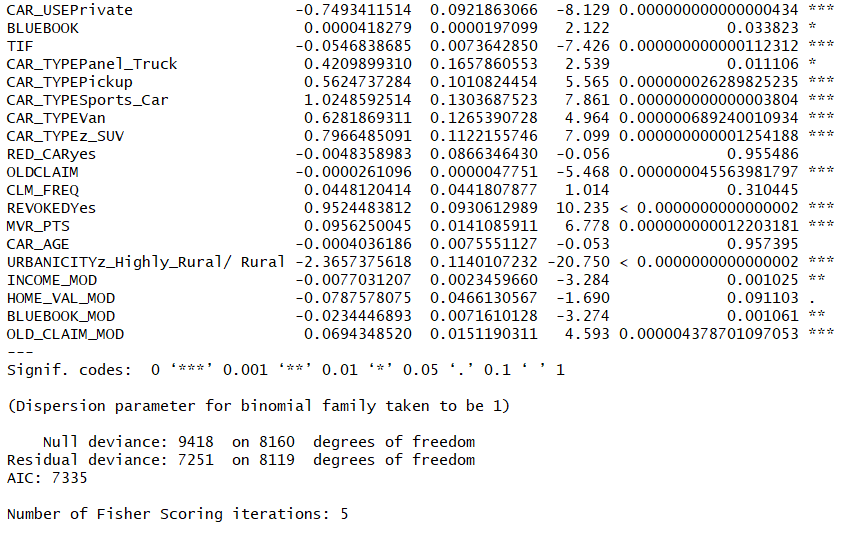 CAR_USEPrivate -0.7493411514 0.0921863066 -8.129 0.000000000000000434 ***
BLUEBOOK 0.0000418279 0.0000197099 2.122 0.033823 *
TIF -0.0546838685 0.0073642850 -7.426 0.000000000000112312 ***
CAR_TYPEPanel_Truck 0.4209899310 0.1657860553 2.539 0.011106 *
CAR_TYPEPickup 0.5624737284 0.1010824454 5.565 0.000000026289825235 ***
CAR_TYPESports_Car 1.0248592514 0.1303687523 7.861 0.000000000000003804 ***
CAR_TYPEVan 0.6281869311 0.1265390728 4.964 0.000000689240010934 ***
CAR_TYPEz_SUV 0.7966485091 0.1122155746 7.099 0.000000000001254188 ***
RED_CARyes -0.0048358983 0.0866346430 -0.056 0.955486
OLDCLAIM -0.0000261096 0.0000047751 -5.468 0.000000045563981797 ***
CLM_FREQ 0.0448120414 0.0441807877 1.014 0.310445
REVOKEDYes 0.9524483812 0.0930612989 10.235 < 0.0000000000000002 ***
MVR_PTS 0.0956250045 0.0141085911 6.778 0.000000000012203181 ***
CAR_AGE -0.0004036186 0.0075551127 -0.053 0.957395
URBANICITYz_Highly_Rural/ Rural -2.3657375618 0.1140107232 -20.750 < 0.0000000000000002 ***
INCOME_MOD -0.0077031207 0.0023459660 -3.284 0.001025 **
HOME_VAL_MOD -0.0787578075 0.0466130567 -1.690 0.091103 .
BLUEBOOK_MOD -0.0234446893 0.0071610128 -3.274 0.001061 **
OLD_CLAIM_MOD 0.0694348520 0.0151190311 4.593 0.000004378701097053 ***
---
Signif. codes:  0 ‘***’ 0.001 ‘**’ 0.01 ‘*’ 0.05 ‘.’ 0.1 ‘ ’ 1
(Dispersion parameter for binomial family taken to be 1)
Null deviance: 9418  on 8160  degrees of freedom
Residual deviance: 7251  on 8119  degrees of freedom
AIC: 7335
Number of Fisher Scoring iterations: 5